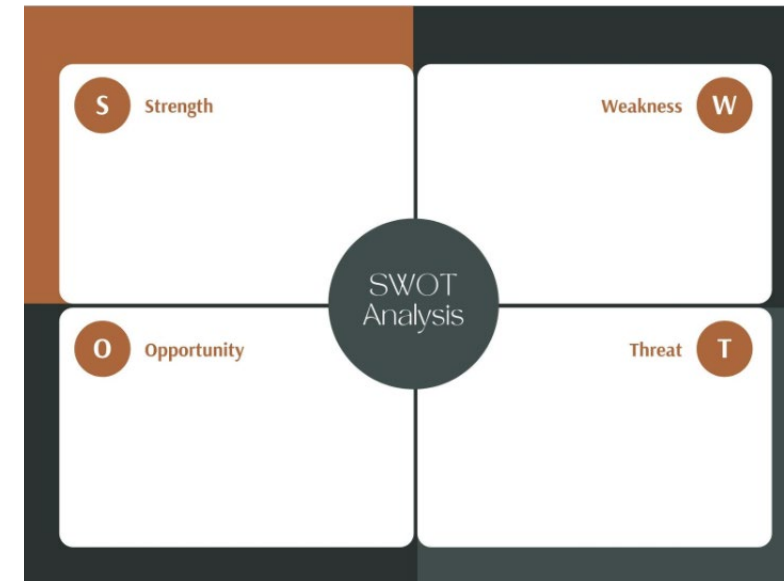 S Strength
Weakness W
SWOT
Analysis
O Opportunity
Threat T